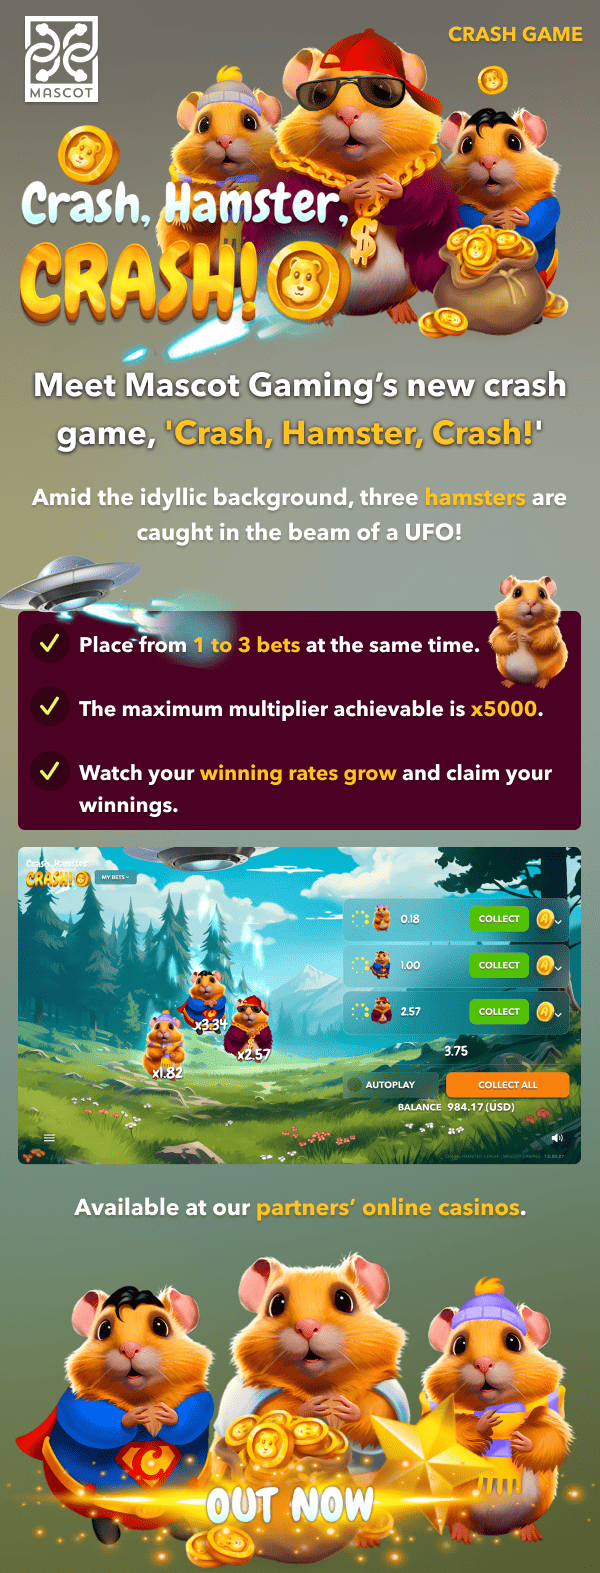 MASCOT
CRASH GAME
Crash, Hamster,
CRASH!
Meet Mascot Gaming’s new crash
game, 'Crash, Hamster, Crash!'
Amid the idyllic background, three hamsters are
caught in the beam of a UFO!
Place from 1 to 3 bets at the same time.
The maximum multiplier achievable is x5000.
Watch your winning rates grow and claim your
winnings.
Crash, Hamster,
CRASH!
MY BETS
0.18 COLLECT A
1.00 COLLECT A
2.57 COLLECT A
x3.34
x2.57
x1.82
3.75
AUTOPLAY COLLECT ALL
BALANCE 984.17 (USD)
Available at our partners’ online casinos.
C
OUT NOW